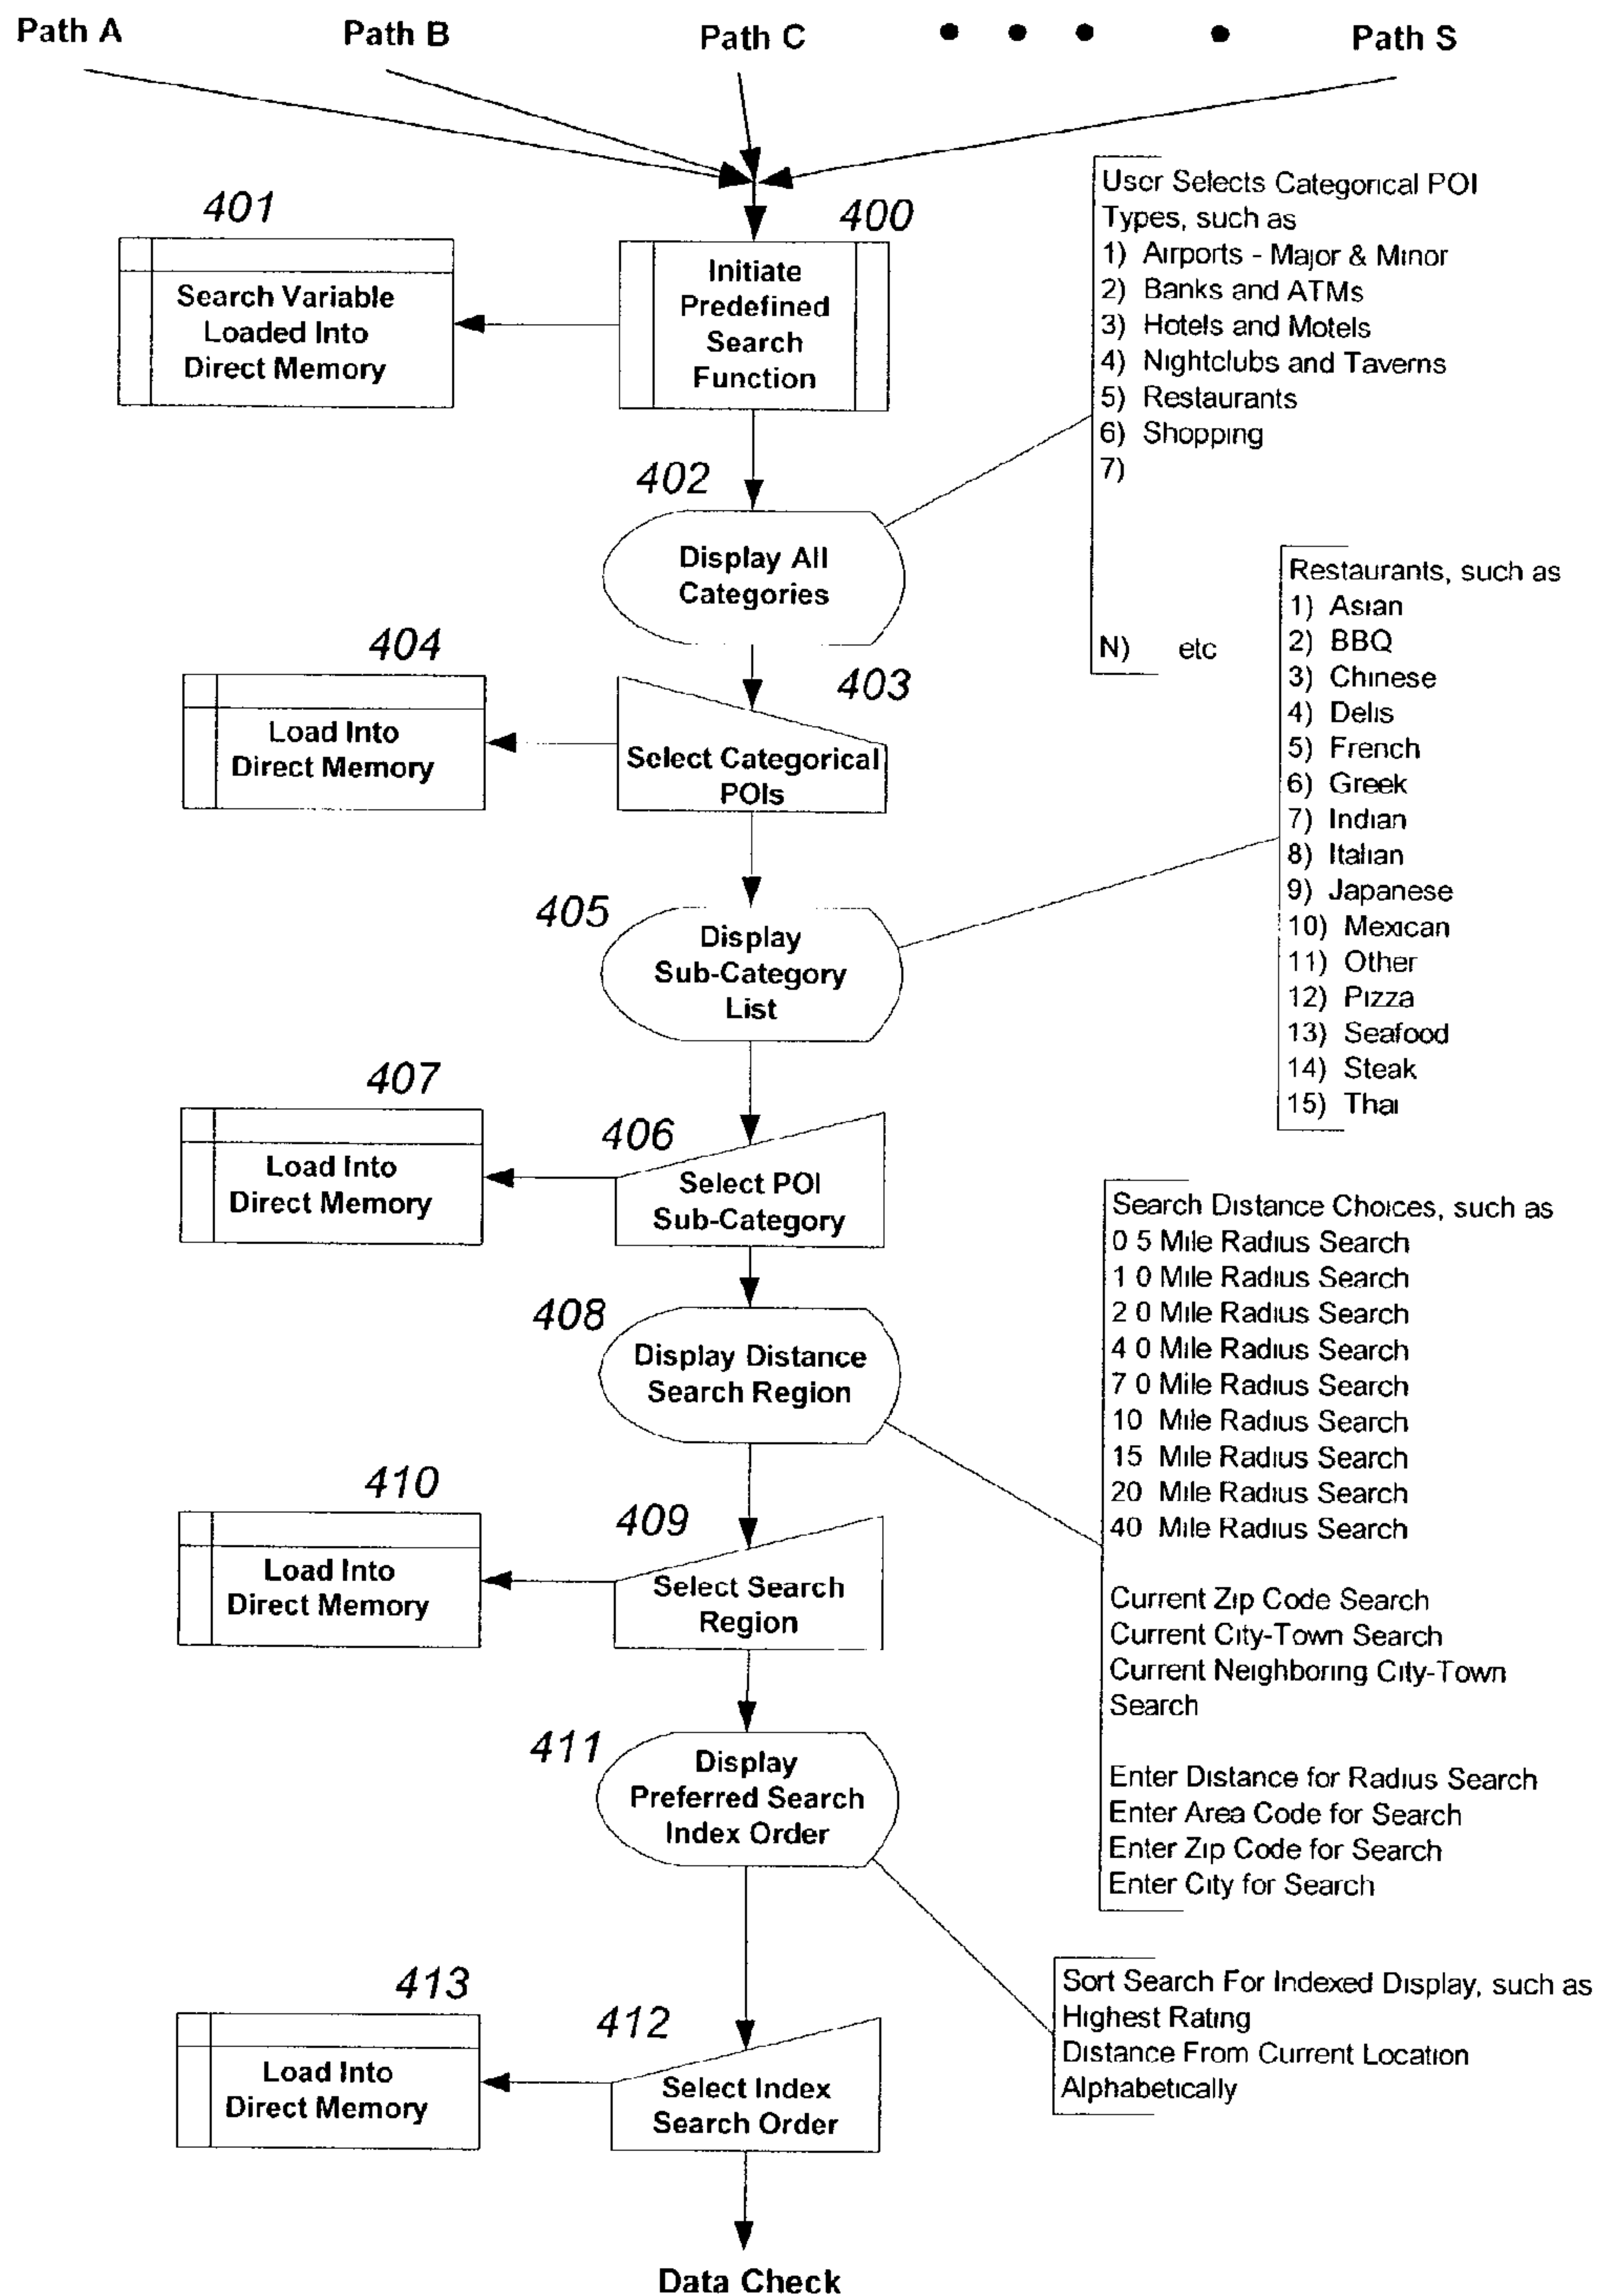 Path A Path B Path C • • • • Path S
401
Search Variable
Loaded Into
Direct Memory
400
Initiate
Predefined
Search
Function
User Selects Categorical POI
Types, such as
1) Airports - Major & Minor
2) Banks and ATMs
3) Hotels and Motels
4) Nightclubs and Taverns
5) Restaurants
6) Shopping
7)
N) etc
402
Display All
Categories
Restaurants, such as
1) Asian
2) BBQ
3) Chinese
4) Delis
5) French
6) Greek
7) Indian
8) Italian
9) Japanese
10) Mexican
11) Other
12) Pizza
13) Seafood
14) Steak
15) Thai
404
Load Into
Direct Memory
403
Select Categorical
POIs
405
Display
Sub-Category
List
407
Load Into
Direct Memory
406
Select POI
Sub-Category
Search Distance Choices, such as
0 5 Mile Radius Search
1 0 Mile Radius Search
2 0 Mile Radius Search
4 0 Mile Radius Search
7 0 Mile Radius Search
10 Mile Radius Search
15 Mile Radius Search
20 Mile Radius Search
40 Mile Radius Search
Current Zip Code Search
Current City-Town Search
Current Neighboring City-Town
Search
Enter Distance for Radius Search
Enter Area Code for Search
Enter Zip Code for Search
Enter City for Search
408
Display Distance
Search Region
410
Load Into
Direct Memory
409
Select Search
Region
411
Display
Preferred Search
Index Order
Sort Search For Indexed Display, such as
Highest Rating
Distance From Current Location
Alphabetically
413
Load Into
Direct Memory
412
Select Index
Search Order
Data Check